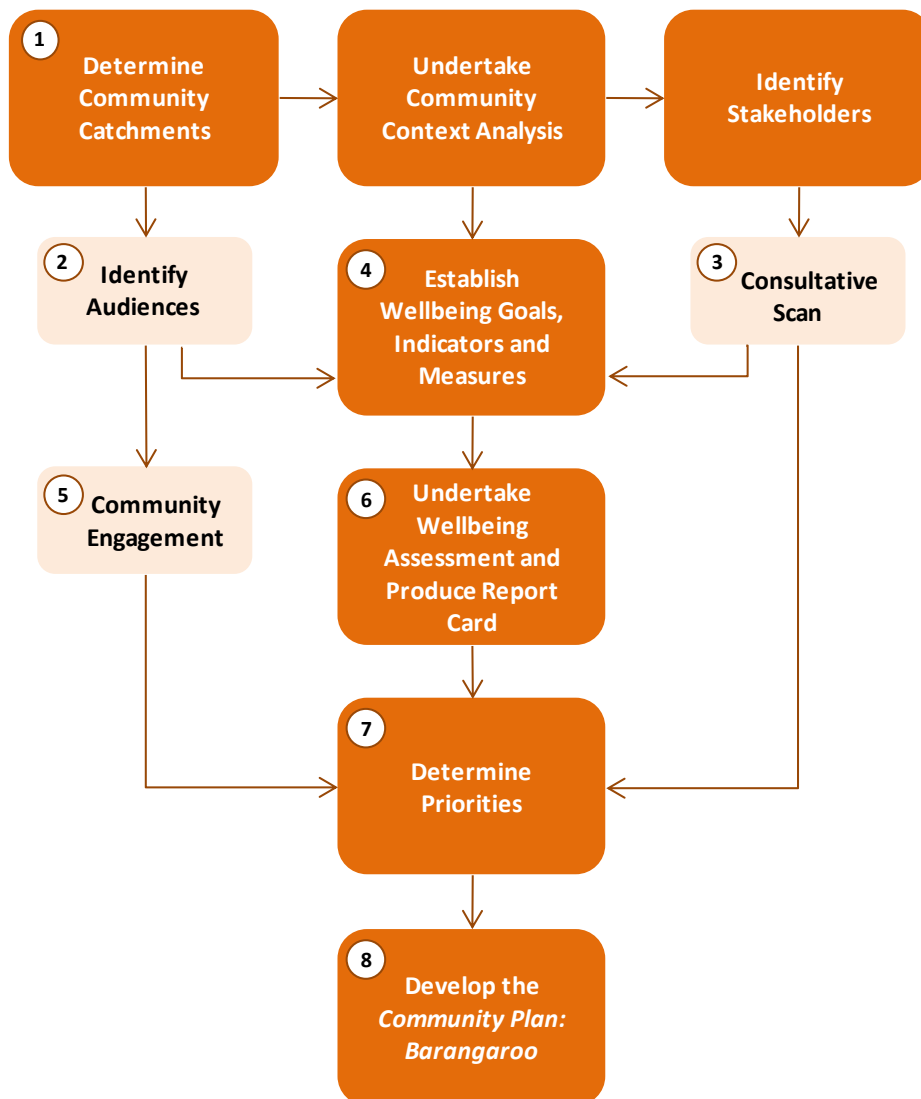 1
Determine
Community
Catchments
Undertake
Community
Context Analysis
Identify
Stakeholders
2
Identify
Audiences
4
Establish
Wellbeing Goals,
Indicators and
Measures
3
Consultative
Scan
5
Community
Engagement
6
Undertake
Wellbeing
Assessment and
Produce Report
Card
7
Determine
Priorities
8
Develop the
Community Plan:
Barangaroo